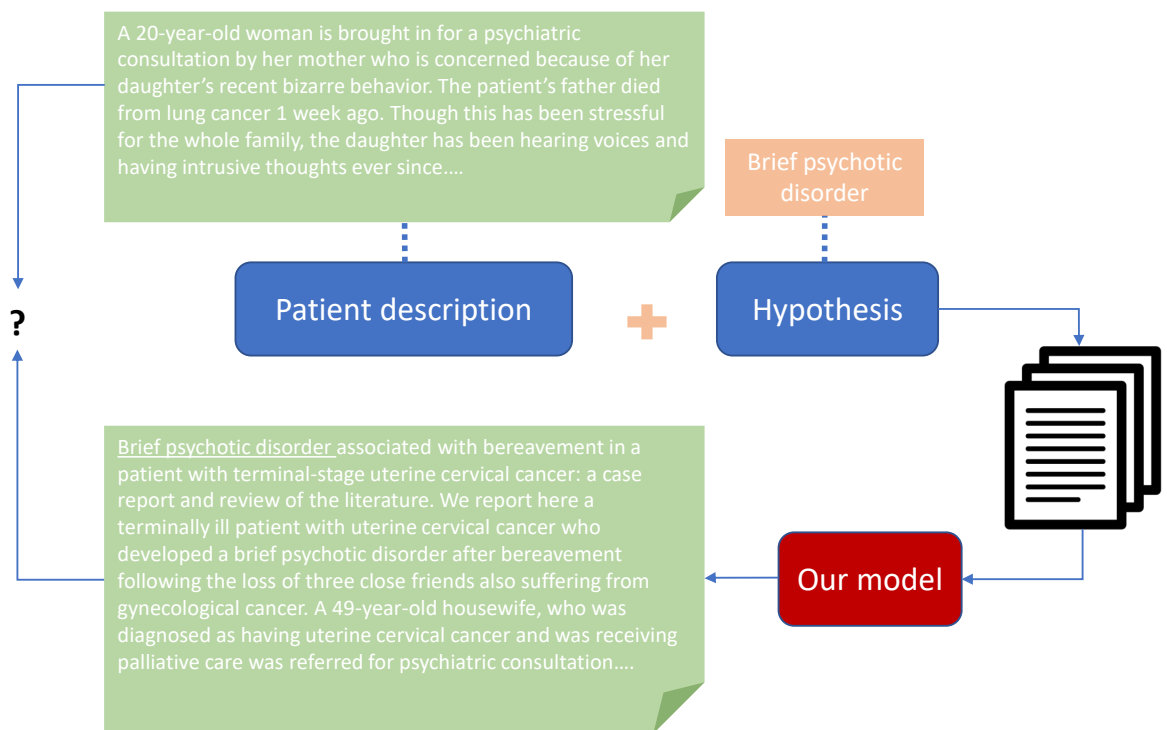 A 20-year-old woman is brought in for a psychiatric
consultation by her mother who is concerned because of her
daughter’s recent bizarre behavior. The patient’s father died
from lung cancer 1 week ago. Though this has been stressful
for the whole family, the daughter has been hearing voices and
having intrusive thoughts ever since....
Brief psychotic
disorder
Patient description
Hypothesis
?
Brief psychotic disorder associated with bereavement in a
patient with terminal-stage uterine cervical cancer: a case
report and review of the literature. We report here a
terminally ill patient with uterine cervical cancer who
developed a brief psychotic disorder after bereavement
following the loss of three close friends also suffering from
gynecological cancer. A 49-year-old housewife, who was
diagnosed as having uterine cervical cancer and was receiving
palliative care was referred for psychiatric consultation....
Our model